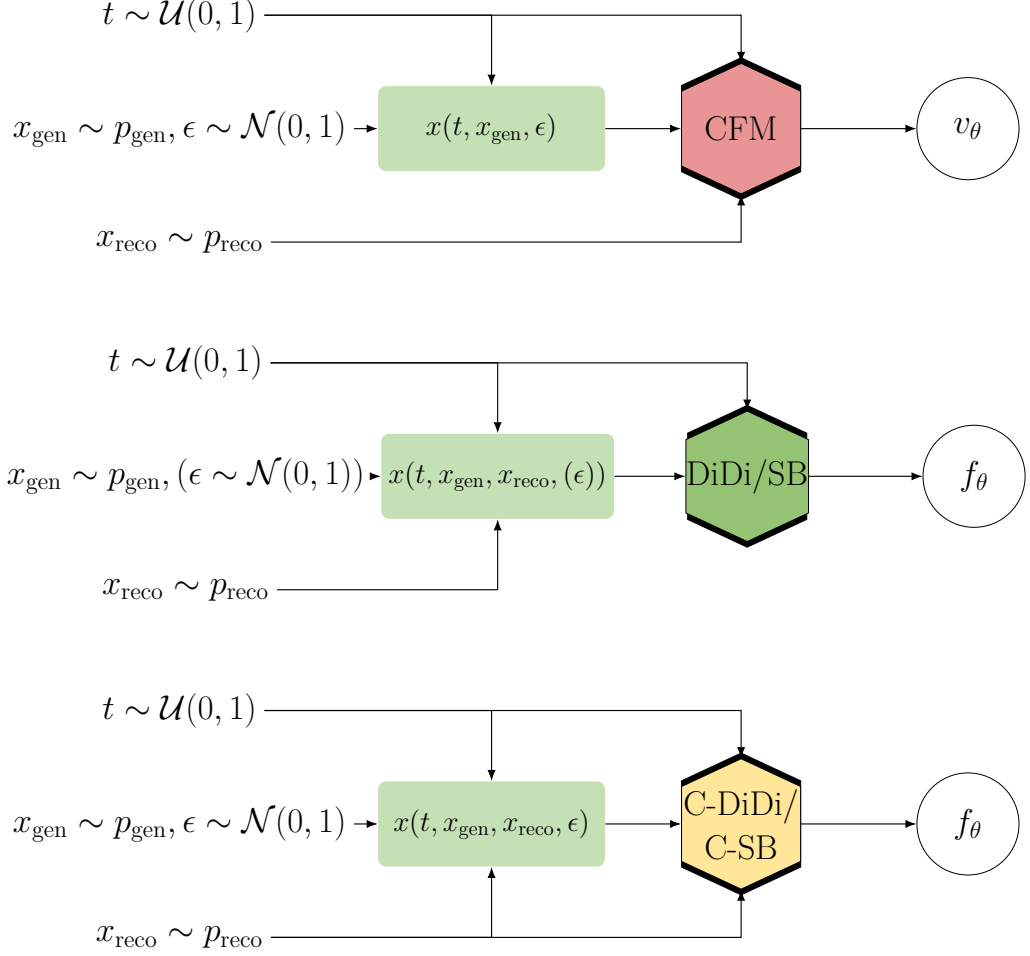 t ∼ 𝒰(0, 1)
x_gen ∼ p_gen, ϵ ∼ 𝒩(0, 1)
x(t, x_gen, ϵ)
CFM
v_θ
x_reco ∼ p_reco
t ∼ 𝒰(0, 1)
x_gen ∼ p_gen, (ϵ ∼ 𝒩(0, 1))
x(t, x_gen, x_reco, (ϵ))
DiDi/SB
f_θ
x_reco ∼ p_reco
t ∼ 𝒰(0, 1)
x_gen ∼ p_gen, ϵ ∼ 𝒩(0, 1)
x(t, x_gen, x_reco, ϵ)
C-DiDi/
C-SB
f_θ
x_reco ∼ p_reco